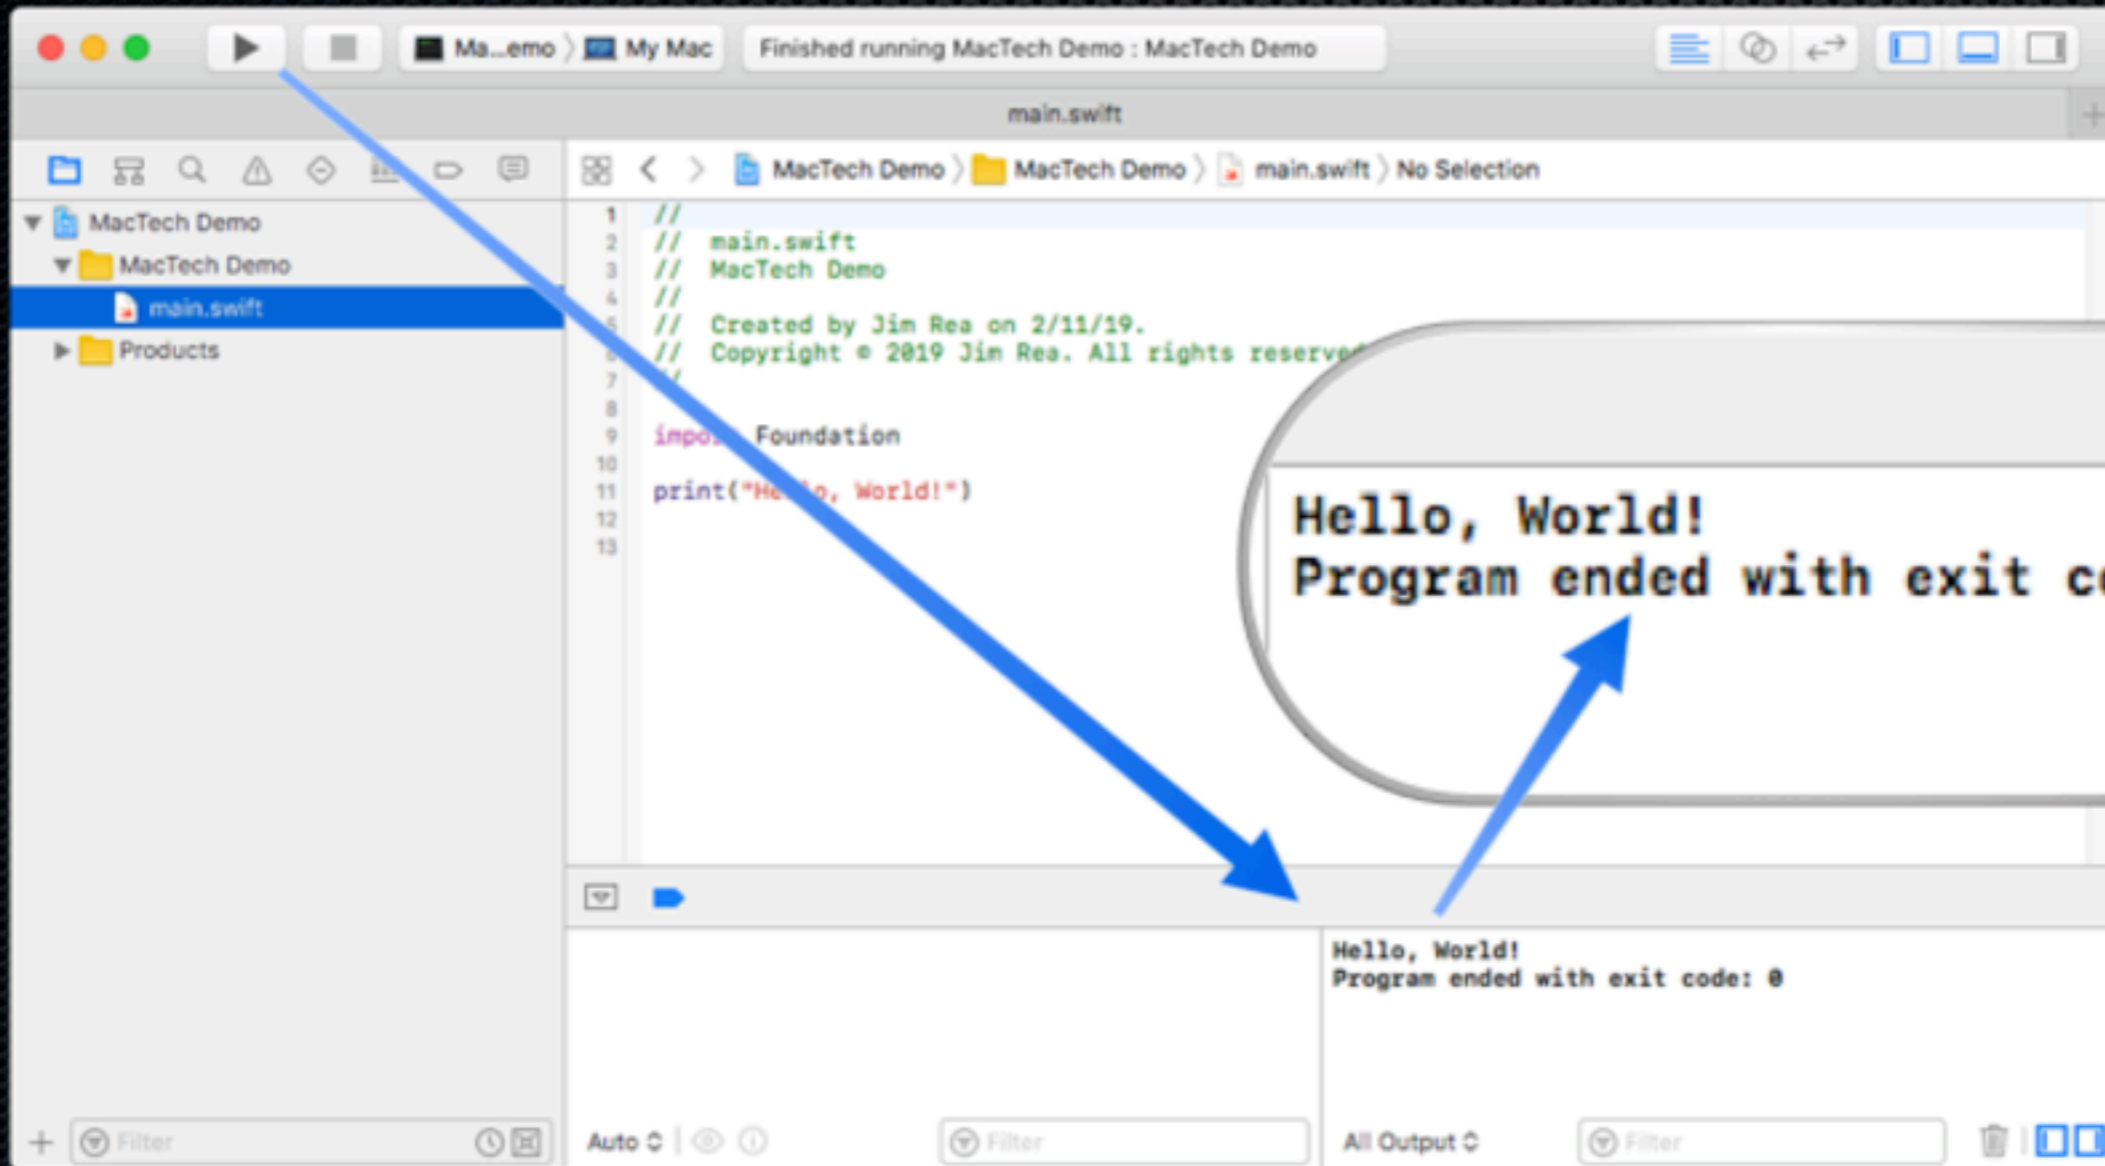 Ma...emo 〉 My Mac
Finished running MacTech Demo : MacTech Demo
main.swift
MacTech Demo 〉 MacTech Demo 〉 main.swift 〉 No Selection
MacTech Demo
MacTech Demo
main.swift
Products
1 //
2 // main.swift
3 // MacTech Demo
4 //
5 // Created by Jim Rea on 2/11/19.
6 // Copyright © 2019 Jim Rea. All rights reserved
7 //
8
9 import Foundation
10
11 print("Hello, World!")
12
13
Hello, World!
Program ended with exit co
Hello, World!
Program ended with exit code: 0
Filter
Auto
Filter
All Output
Filter